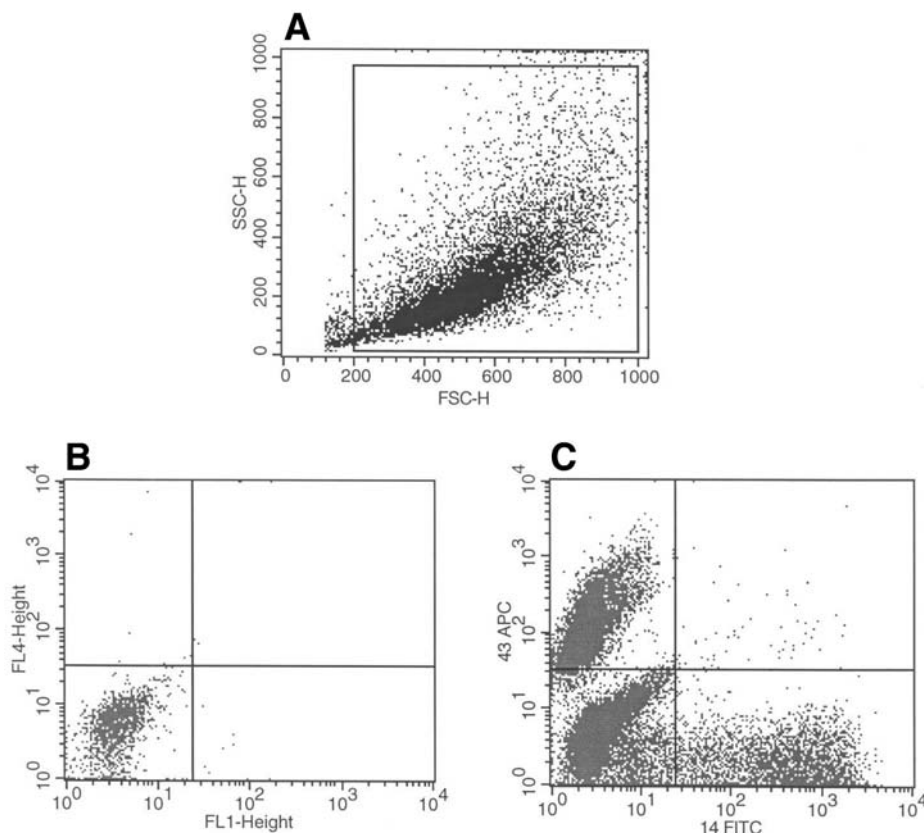 A
1000
800
600
400
200
0
SSC-H
0 200 400 600 800 1000
FSC-H
B
10^4
10^3
10^2
10^1
10^0
FL4-Height
10^0 10^1 10^2 10^3 10^4
FL1-Height
C
10^4
10^3
10^2
10^1
10^0
43 APC
10^0 10^1 10^2 10^3 10^4
14 FITC